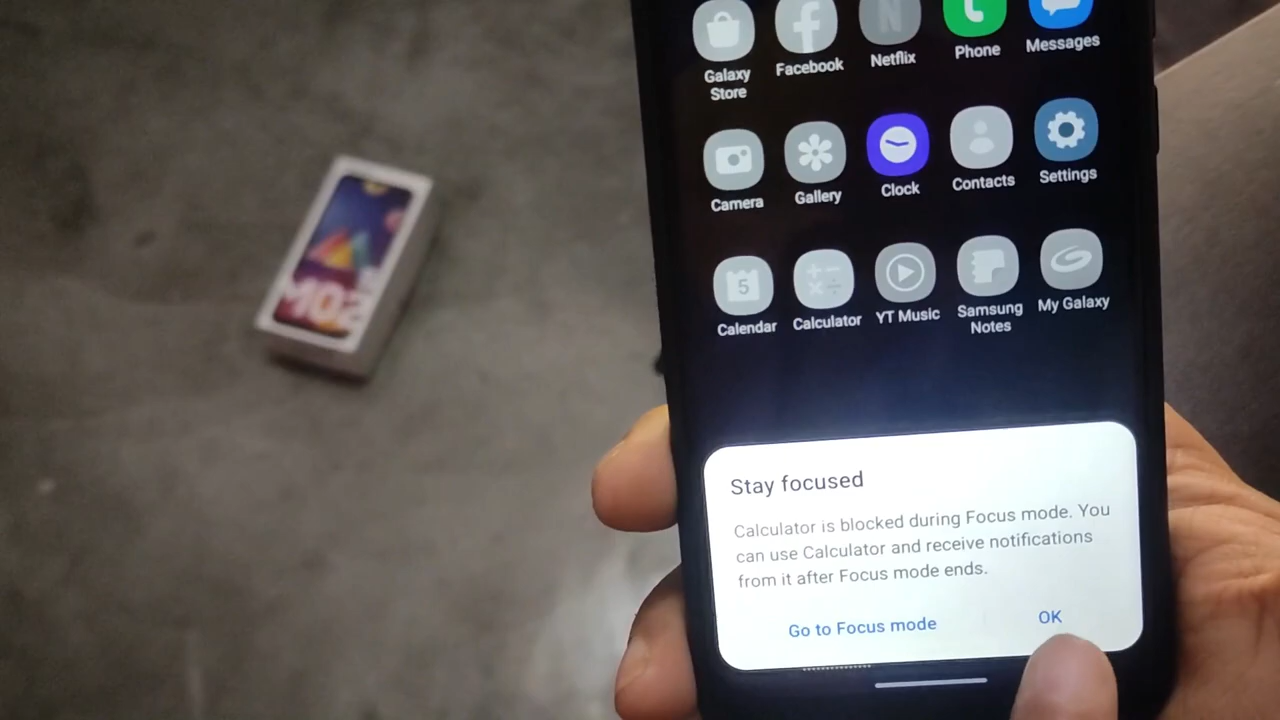 Galaxy
Store
Facebook
Netflix
Phone
Messages
Camera
Gallery
Clock
Contacts
Settings
5
Calendar
Calculator
YT Music
Samsung
Notes
My Galaxy
M02
Stay focused
Calculator is blocked during Focus mode. You
can use Calculator and receive notifications
from it after Focus mode ends.
Go to Focus mode
OK